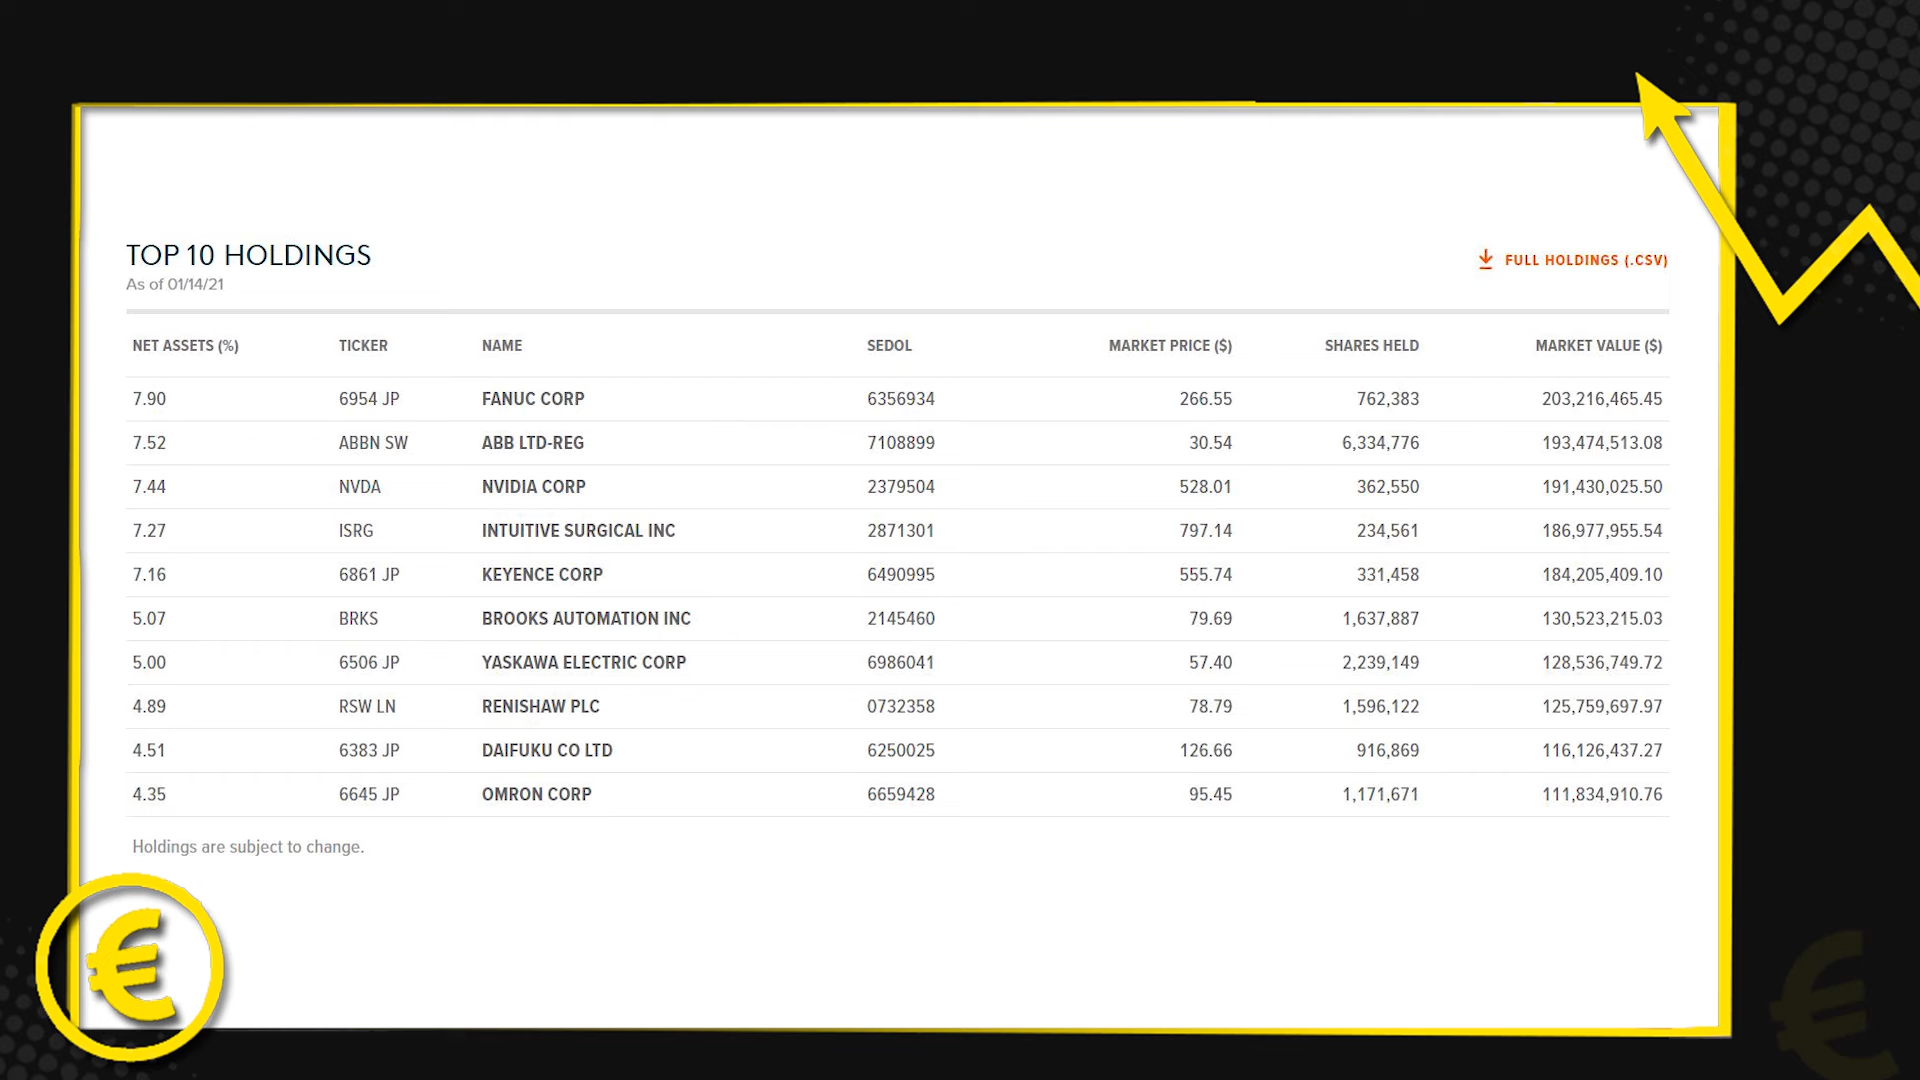 TOP 10 HOLDINGS
As of 01/14/21
FULL HOLDINGS (.CSV)
NET ASSETS (%) TICKER NAME SEDOL MARKET PRICE ($) SHARES HELD MARKET VALUE ($)
7.90 6954 JP FANUC CORP 6356934 266.55 762,383 203,216,465.45
7.52 ABBN SW ABB LTD-REG 7108899 30.54 6,334,776 193,474,513.08
7.44 NVDA NVIDIA CORP 2379504 528.01 362,550 191,430,025.50
7.27 ISRG INTUITIVE SURGICAL INC 2871301 797.14 234,561 186,977,955.54
7.16 6861 JP KEYENCE CORP 6490995 555.74 331,458 184,205,409.10
5.07 BRKS BROOKS AUTOMATION INC 2145460 79.69 1,637,887 130,523,215.03
5.00 6506 JP YASKAWA ELECTRIC CORP 6986041 57.40 2,239,149 128,536,749.72
4.89 RSW LN RENISHAW PLC 0732358 78.79 1,596,122 125,759,697.97
4.51 6383 JP DAIFUKU CO LTD 6250025 126.66 916,869 116,126,437.27
4.35 6645 JP OMRON CORP 6659428 95.45 1,171,671 111,834,910.76
Holdings are subject to change.
€
€